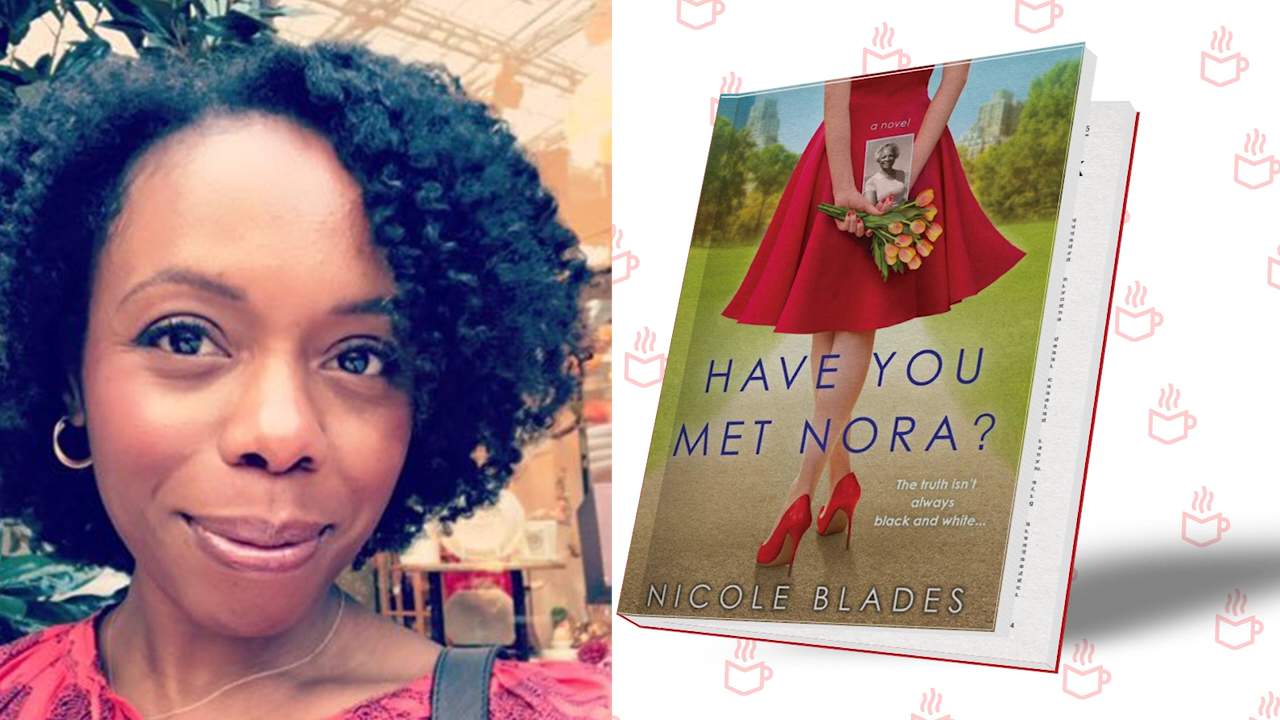 a novel
HAVE YOU
MET NORA?
The truth isn't
always
black and white...
NICOLE BLADES